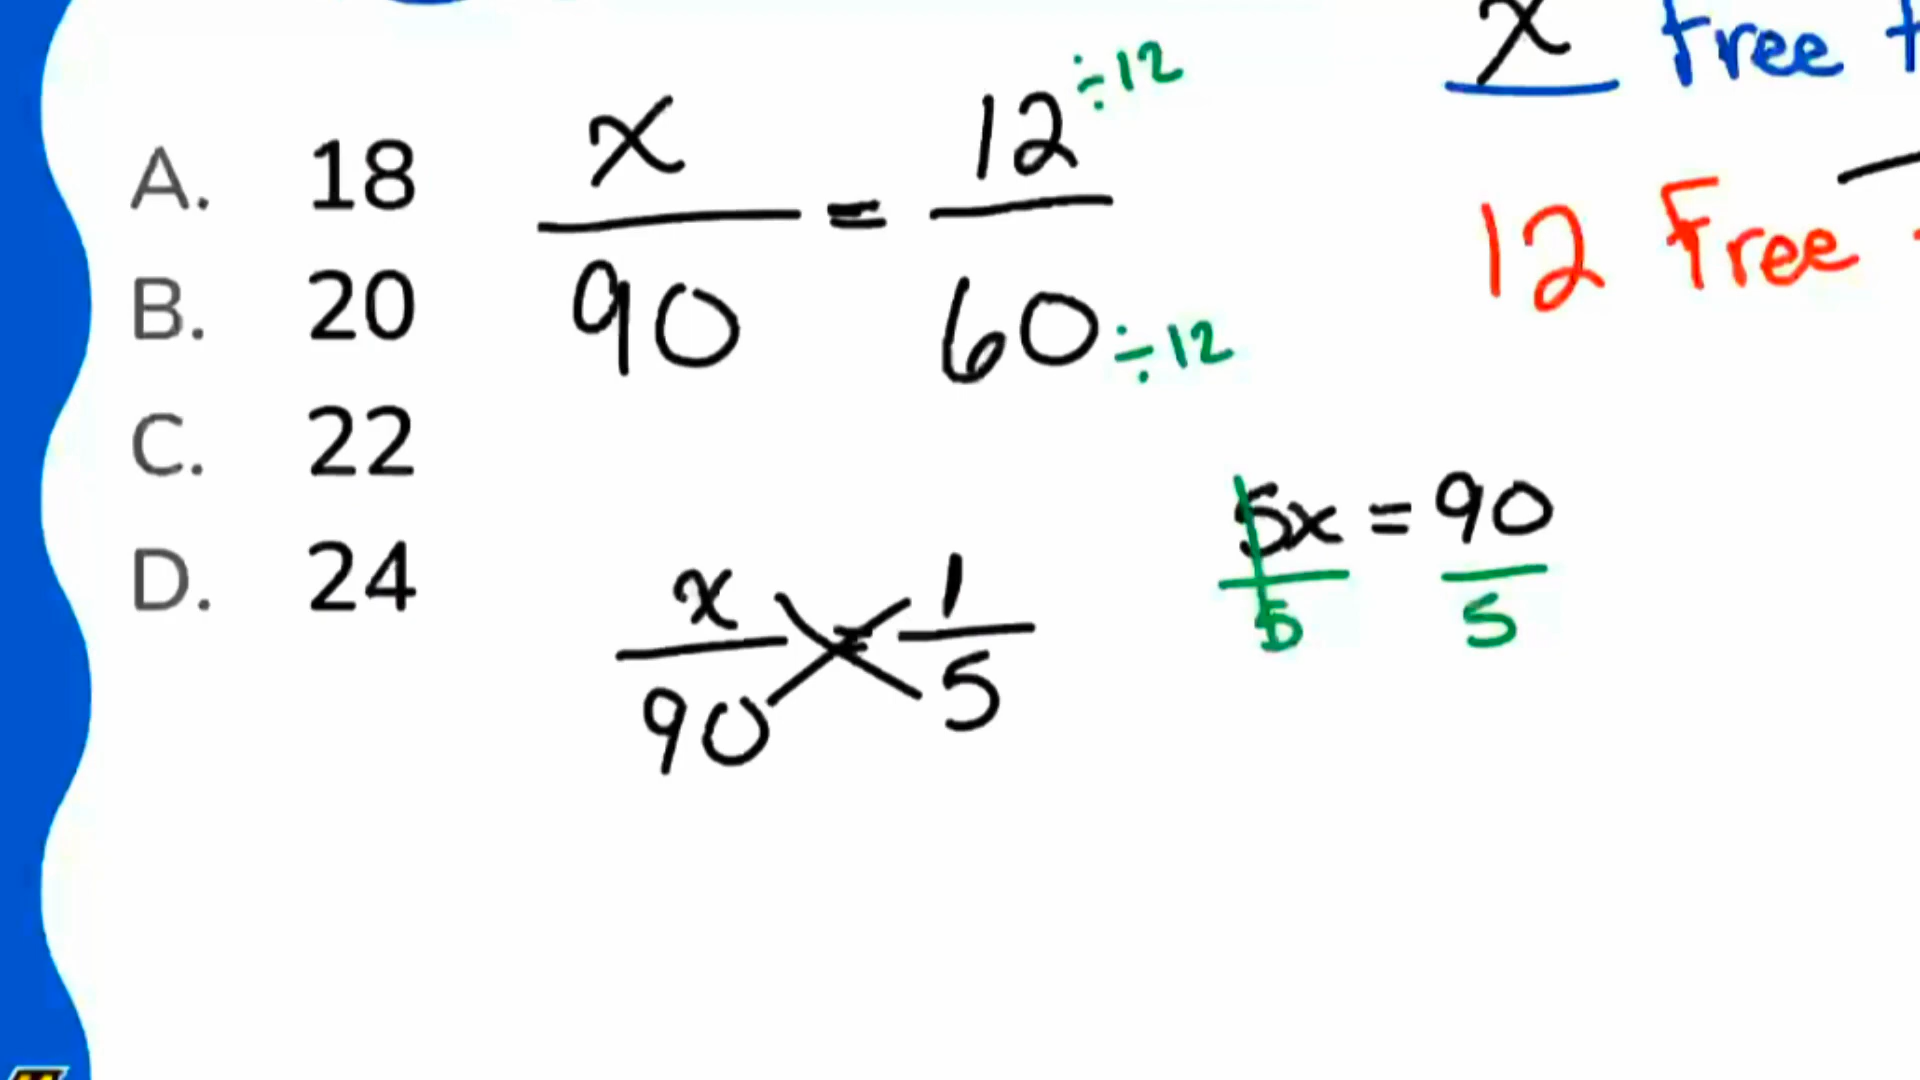 x Free
12 Free
A. 18
B. 20
C. 22
D. 24
x/90 = 12÷12/60÷12
x/90 = 1/5
5x/5 = 90/5